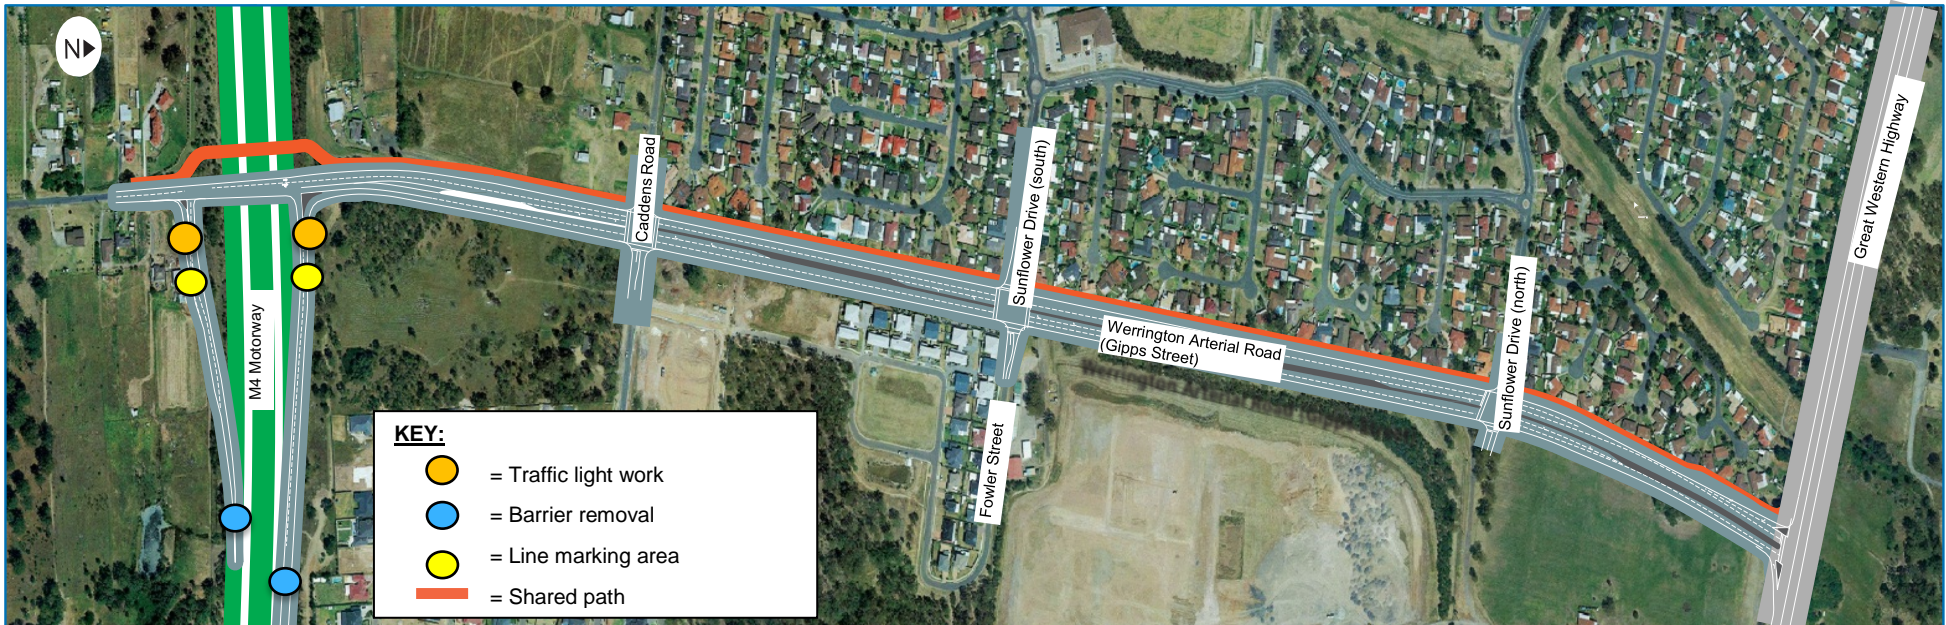 N
Caddens Road
Sunflower Drive (south)
Sunflower Drive (north)
Great Western Highway
M4 Motorway
Werrington Arterial Road
(Gipps Street)
Fowler Street
KEY:
= Traffic light work
= Barrier removal
= Line marking area
= Shared path